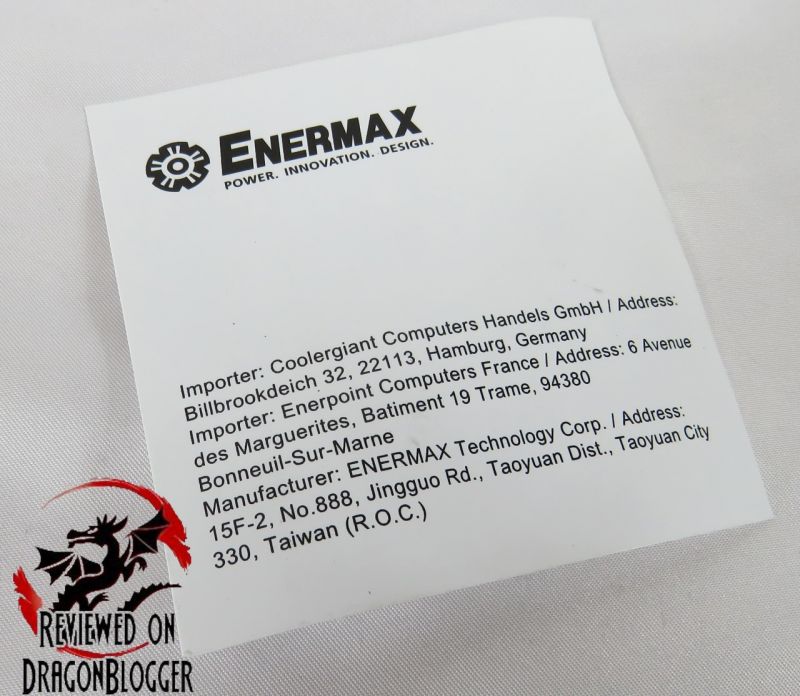 ENERMAX
POWER. INNOVATION. DESIGN.
Importer: Coolergiant Computers Handels GmbH / Address:
Billbrookdeich 32, 22113, Hamburg, Germany
Importer: Enerpoint Computers France / Address: 6 Avenue
des Marguerites, Batiment 19 Trame, 94380
Bonneuil-Sur-Marne
Manufacturer: ENERMAX Technology Corp. / Address:
15F-2, No.888, Jingguo Rd., Taoyuan Dist., Taoyuan City
330, Taiwan (R.O.C.)
REVIEWED ON
DRAGONBLOGGER